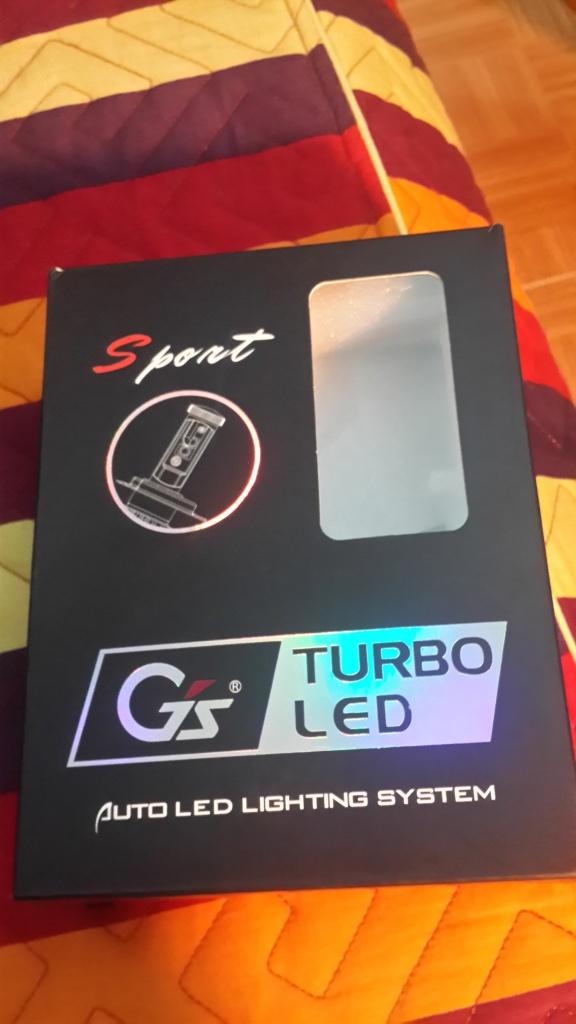 Sport
G's®
TURBO
LED
AUTO LED LIGHTING SYSTEM